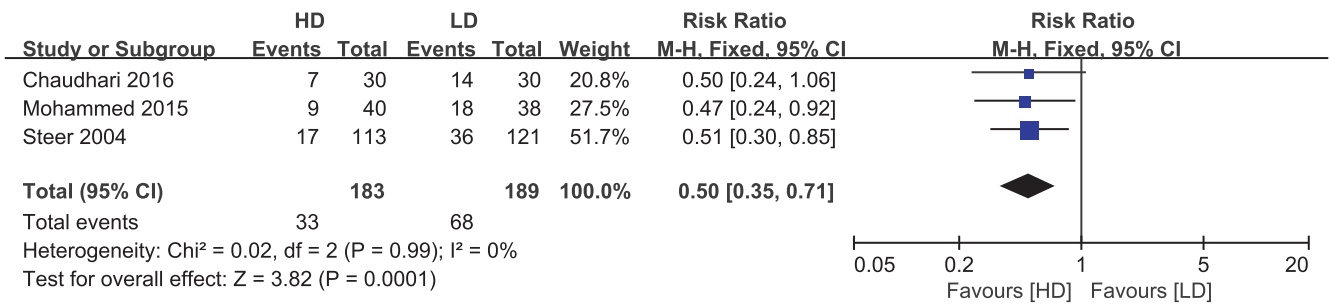 HD LD Risk Ratio Risk Ratio
Study or Subgroup Events Total Events Total Weight M-H, Fixed, 95% CI M-H, Fixed, 95% CI
Chaudhari 2016 7 30 14 30 20.8% 0.50 [0.24, 1.06]
Mohammed 2015 9 40 18 38 27.5% 0.47 [0.24, 0.92]
Steer 2004 17 113 36 121 51.7% 0.51 [0.30, 0.85]
Total (95% CI) 183 189 100.0% 0.50 [0.35, 0.71]
Total events 33 68
Heterogeneity: Chi² = 0.02, df = 2 (P = 0.99); I² = 0%
Test for overall effect: Z = 3.82 (P = 0.0001)
0.05 0.2 1 5 20
Favours [HD] Favours [LD]